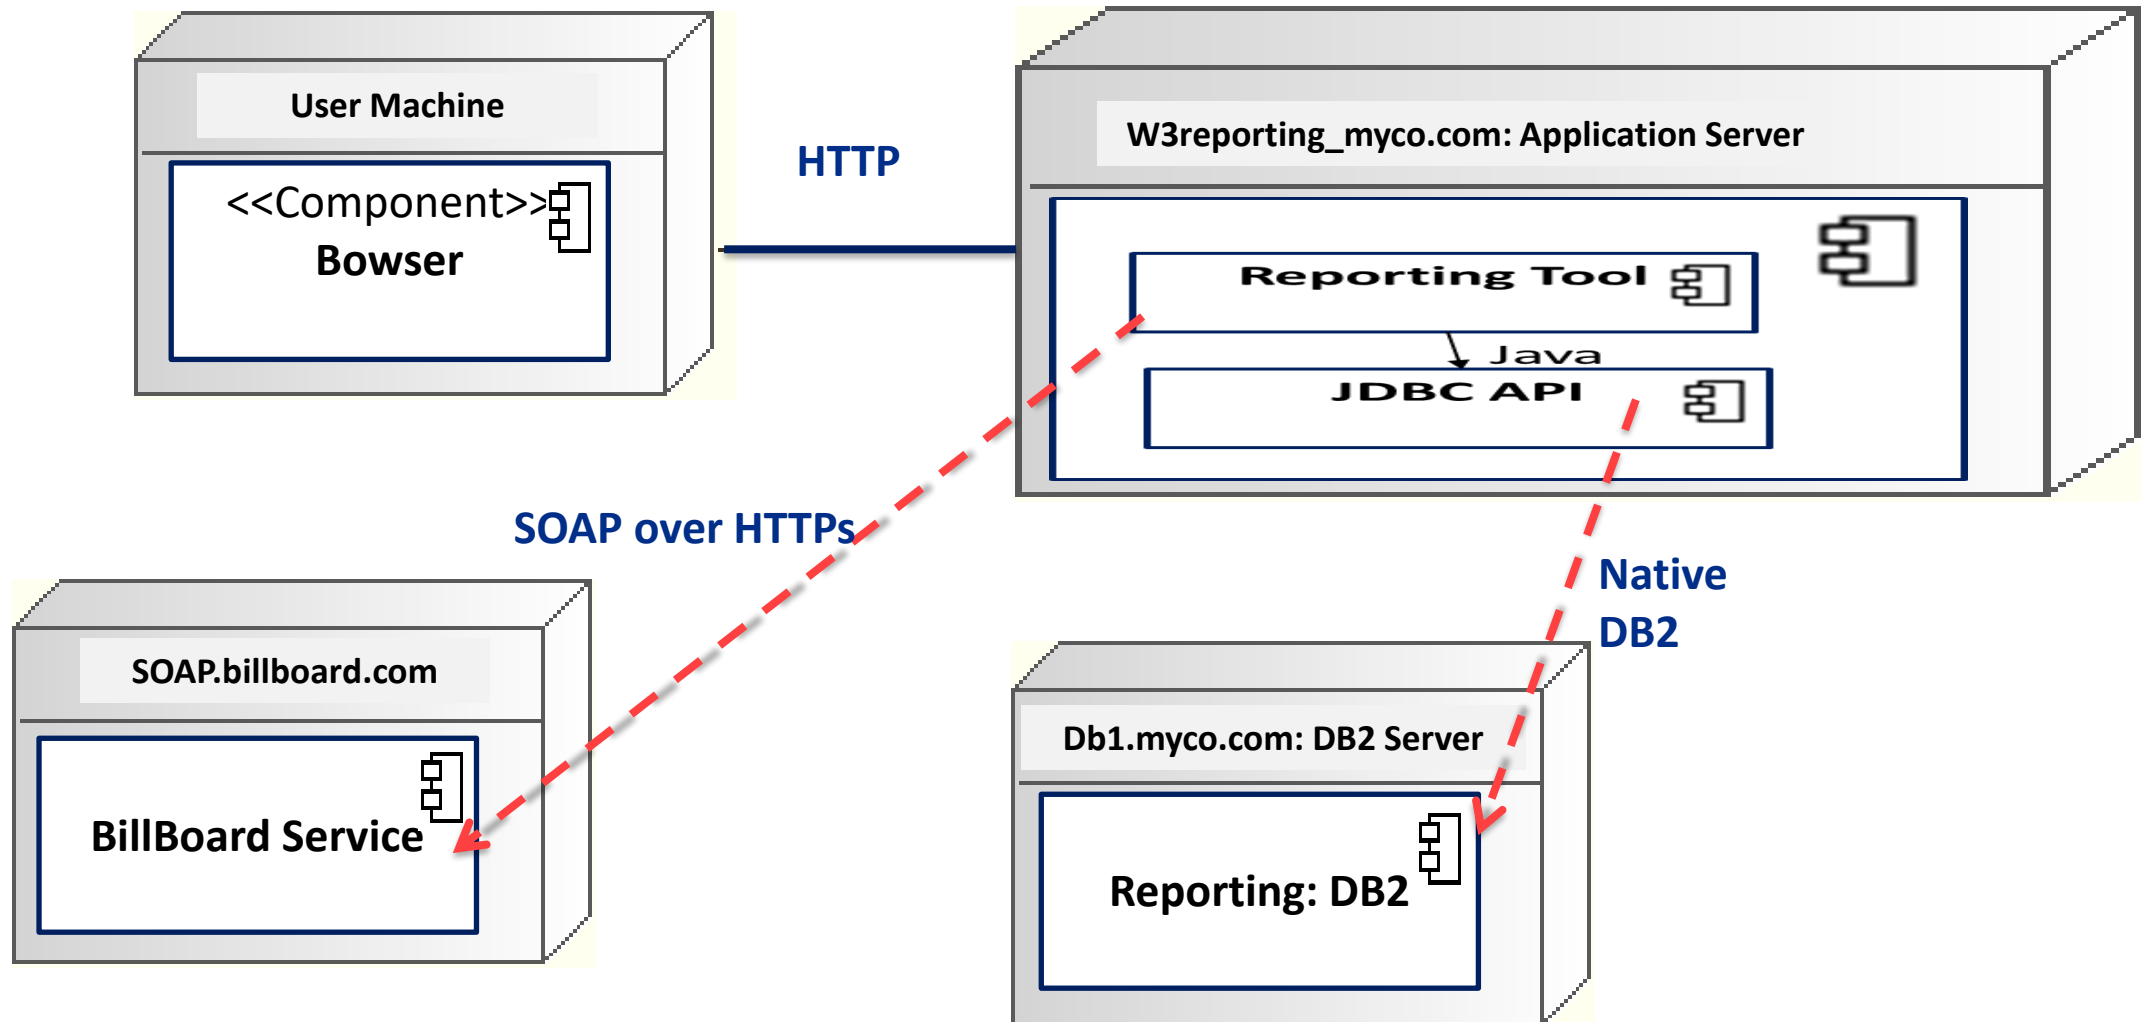 User Machine
<<Component>>
Bowser
HTTP
W3reporting_myco.com: Application Server
Reporting Tool
Java
JDBC API
SOAP over HTTPs
Native
DB2
SOAP.billboard.com
BillBoard Service
Db1.myco.com: DB2 Server
Reporting: DB2